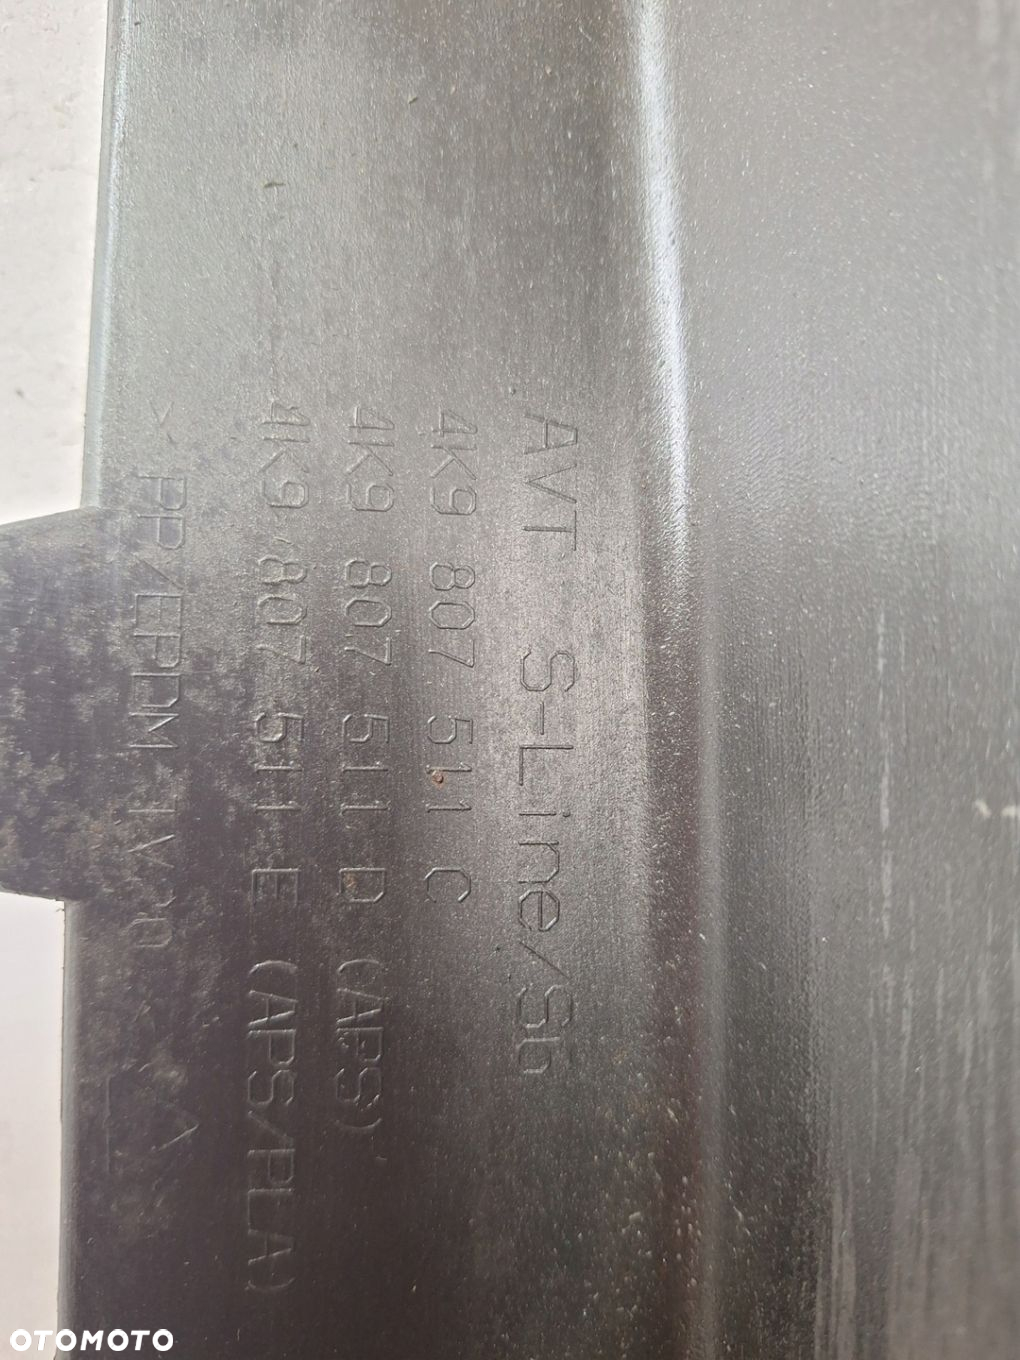 AVT S-Line/S6
4K9 807 511 C
4K9 807 511 D (APS)
4K9 807 511 E (APS/PLA)
>PP/EPDM-TV20<
OTOMOTO